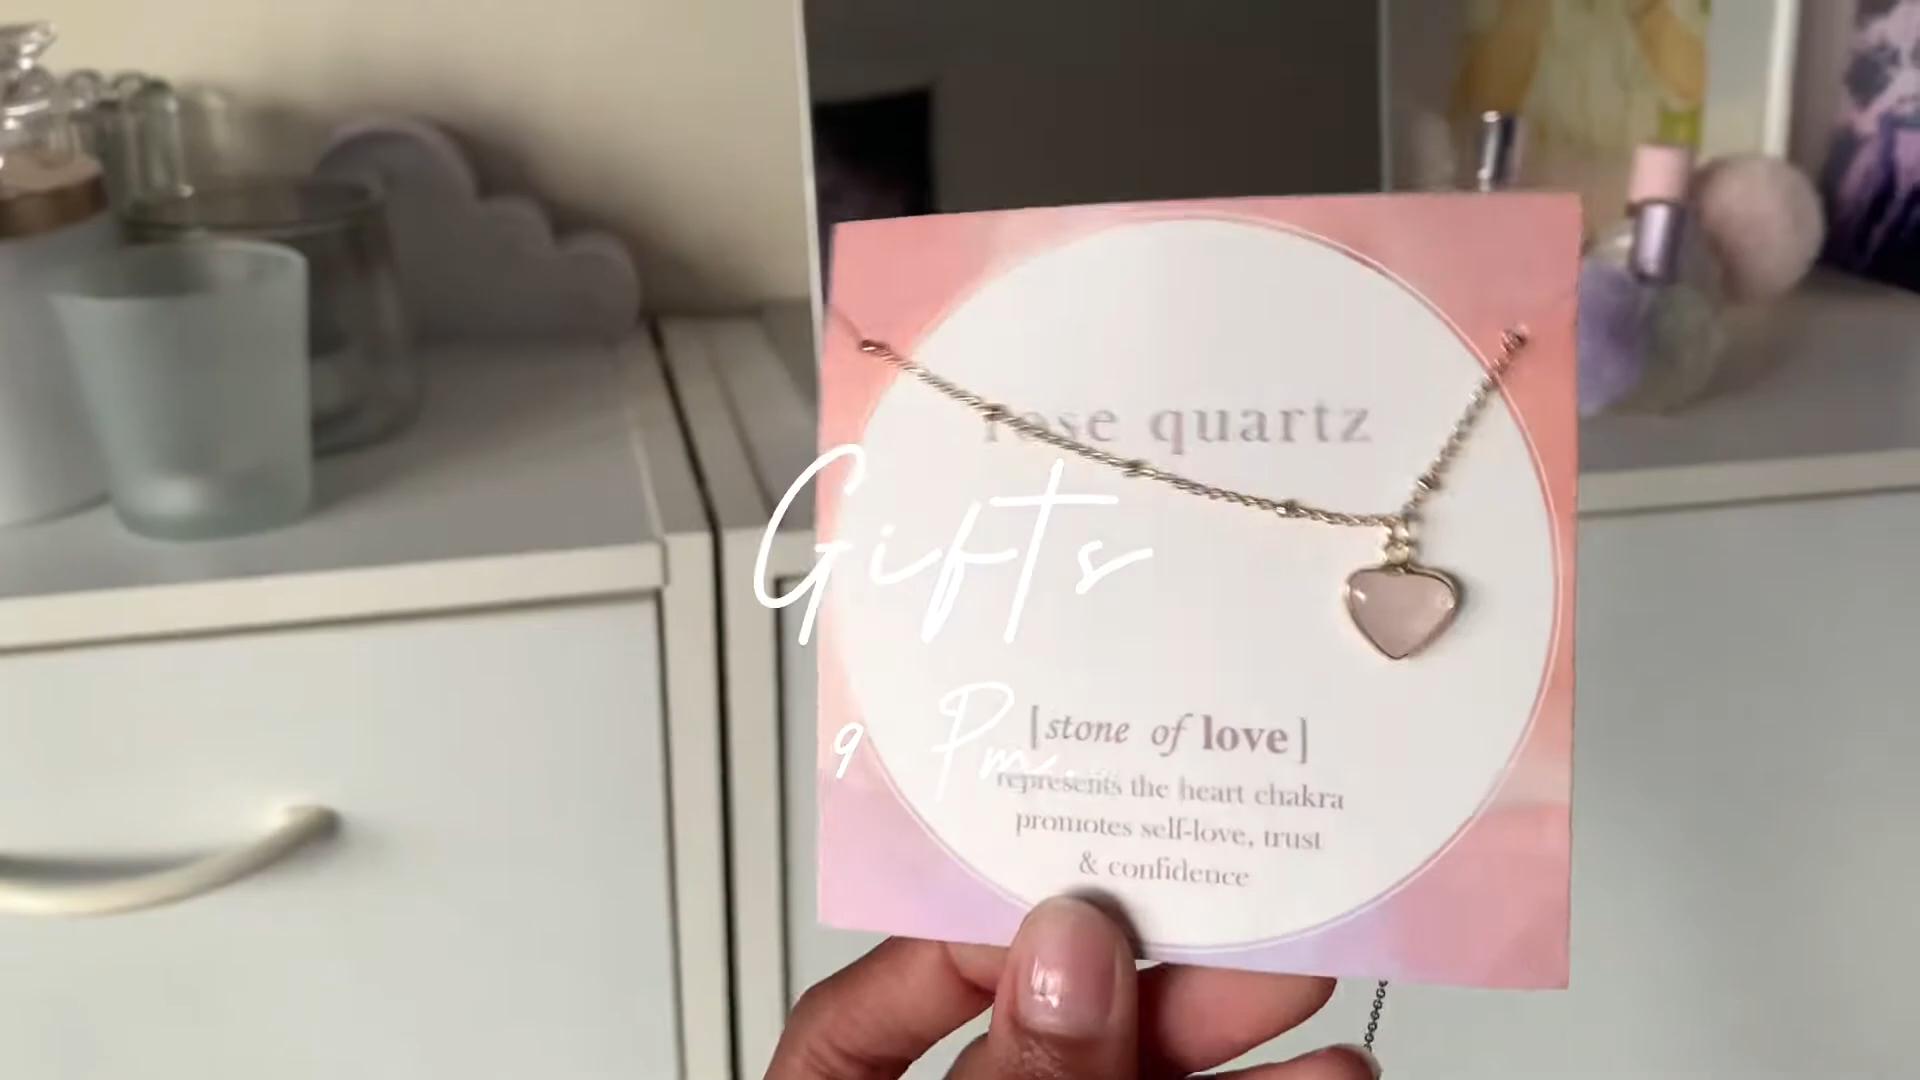 rose quartz
Gifts
9 Pm.
[stone of love]
represents the heart chakra
promotes self-love, trust
& confidence